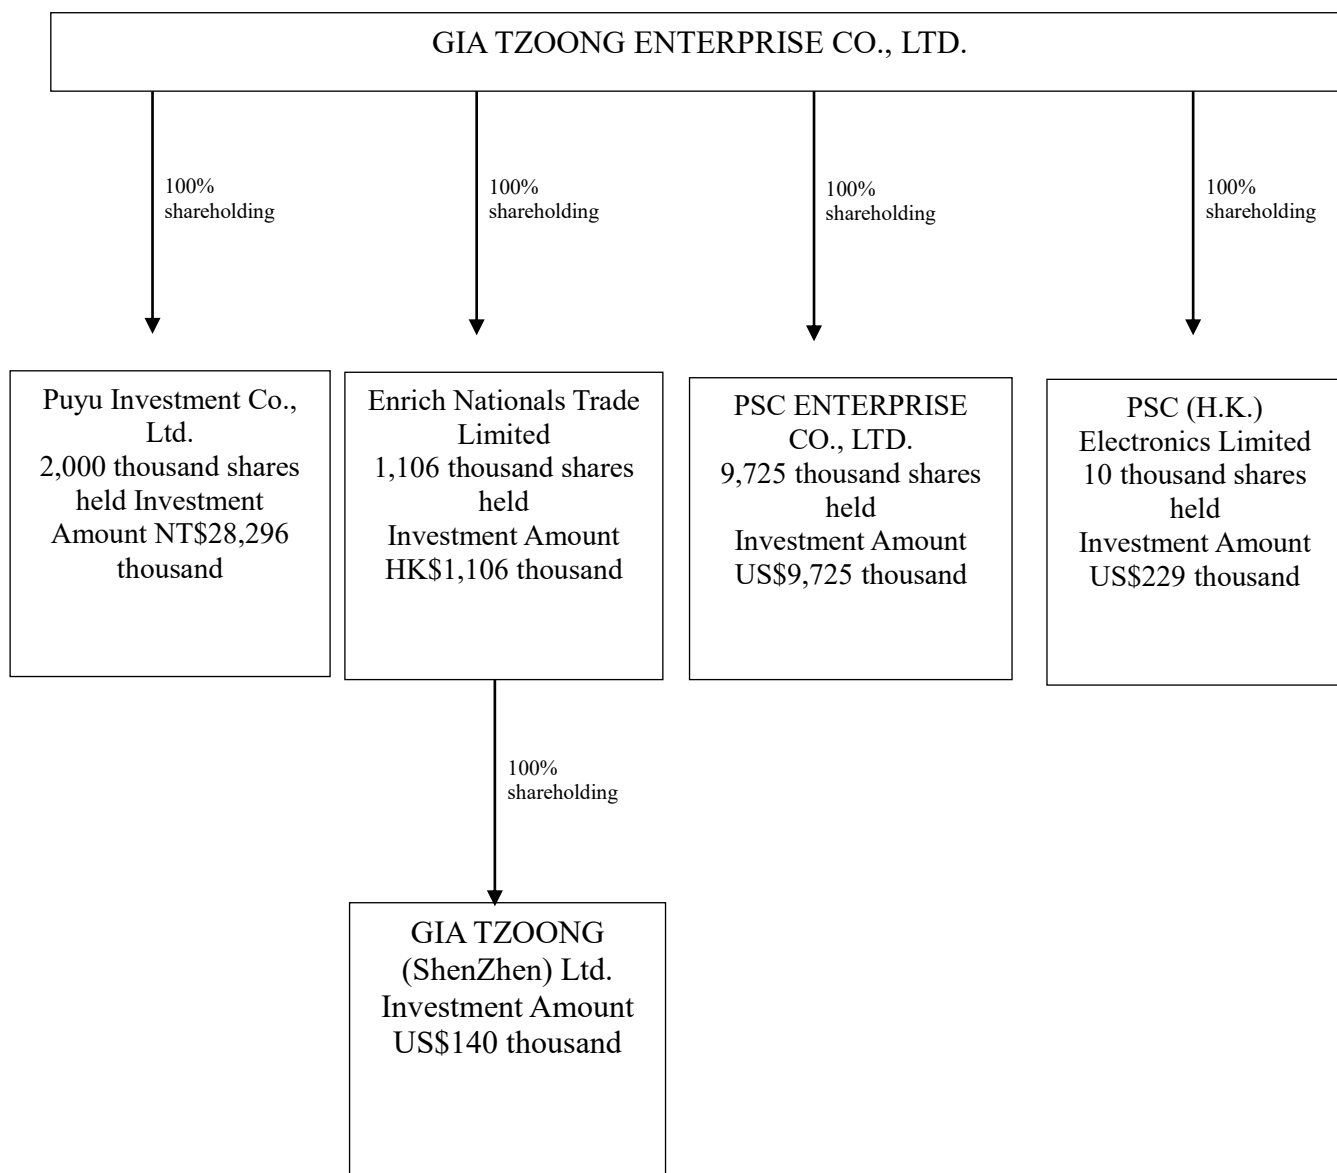 GIA TZOONG ENTERPRISE CO., LTD.
100%
shareholding
100%
shareholding
100%
shareholding
100%
shareholding
Puyu Investment Co.,
Ltd.
2,000 thousand shares
held Investment
Amount NT$28,296
thousand
Enrich Nationals Trade
Limited
1,106 thousand shares
held
Investment Amount
HK$1,106 thousand
PSC ENTERPRISE
CO., LTD.
9,725 thousand shares
held
Investment Amount
US$9,725 thousand
PSC (H.K.)
Electronics Limited
10 thousand shares
held
Investment Amount
US$229 thousand
100%
shareholding
GIA TZOONG
(ShenZhen) Ltd.
Investment Amount
US$140 thousand